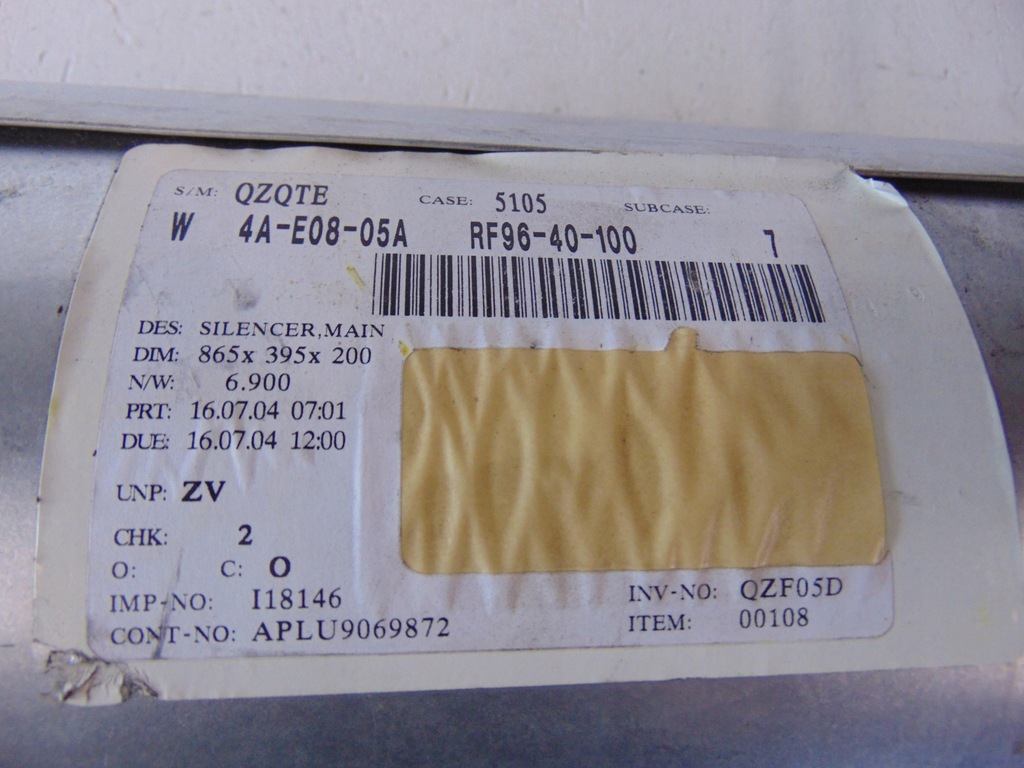 S/M: QZQTE CASE: 5105 SUBCASE:
W 4A-E08-05A RF96-40-100 7
DES: SILENCER,MAIN
DIM: 865x 395x 200
N/W: 6.900
PRT: 16.07.04 07:01
DUE: 16.07.04 12:00
UNP: ZV
CHK: 2
O: C: O
IMP-NO: I18146 INV-NO: QZF05D
CONT-NO: APLU9069872 ITEM: 00108